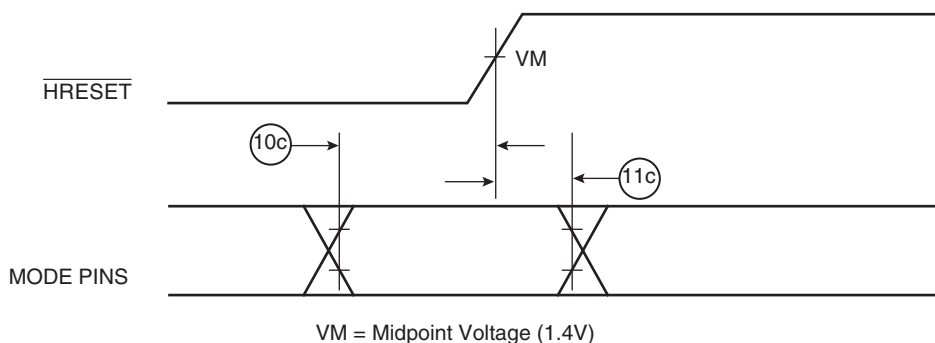 VM
HRESET
10c
11c
MODE PINS
VM = Midpoint Voltage (1.4V)